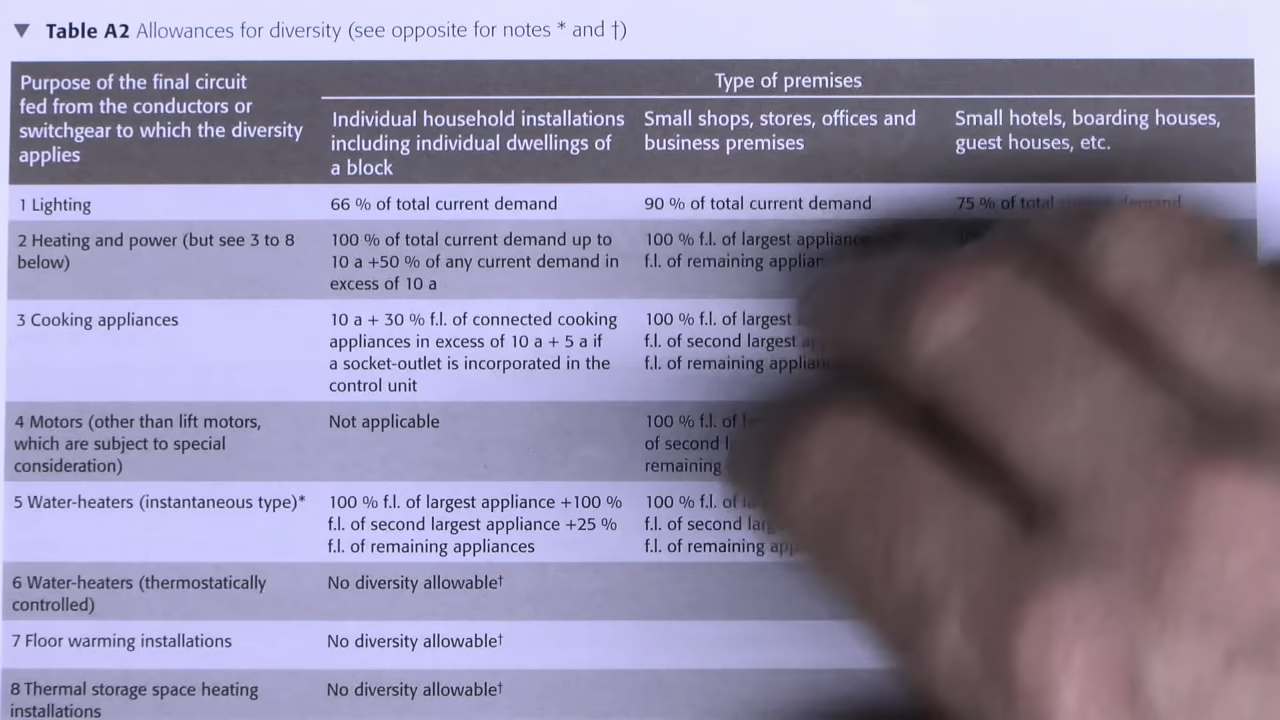 ▼ Table A2 Allowances for diversity (see opposite for notes * and †)
Purpose of the final circuit
fed from the conductors or
switchgear to which the diversity
applies
Type of premises
Individual household installations
including individual dwellings of
a block
Small shops, stores, offices and
business premises
Small hotels, boarding houses,
guest houses, etc.
1 Lighting
66 % of total current demand
90 % of total current demand
75 % of total current demand
2 Heating and power (but see 3 to 8
below)
100 % of total current demand up to
10 a +50 % of any current demand in
excess of 10 a
100 % f.l. of largest appliance
f.l. of remaining
3 Cooking appliances
10 a + 30 % f.l. of connected cooking
appliances in excess of 10 a + 5 a if
a socket-outlet is incorporated in the
control unit
100 % f.l. of largest
f.l. of second largest
f.l. of remaining
4 Motors (other than lift motors,
which are subject to special
consideration)
Not applicable
100 % f.l. of
of second
remaining
5 Water-heaters (instantaneous type)*
100 % f.l. of largest appliance +100 %
f.l. of second largest appliance +25 %
f.l. of remaining appliances
100 % f.l. of
f.l. of second
f.l. of remaining
6 Water-heaters (thermostatically
controlled)
No diversity allowable†
7 Floor warming installations
No diversity allowable†
8 Thermal storage space heating
installations
No diversity allowable†